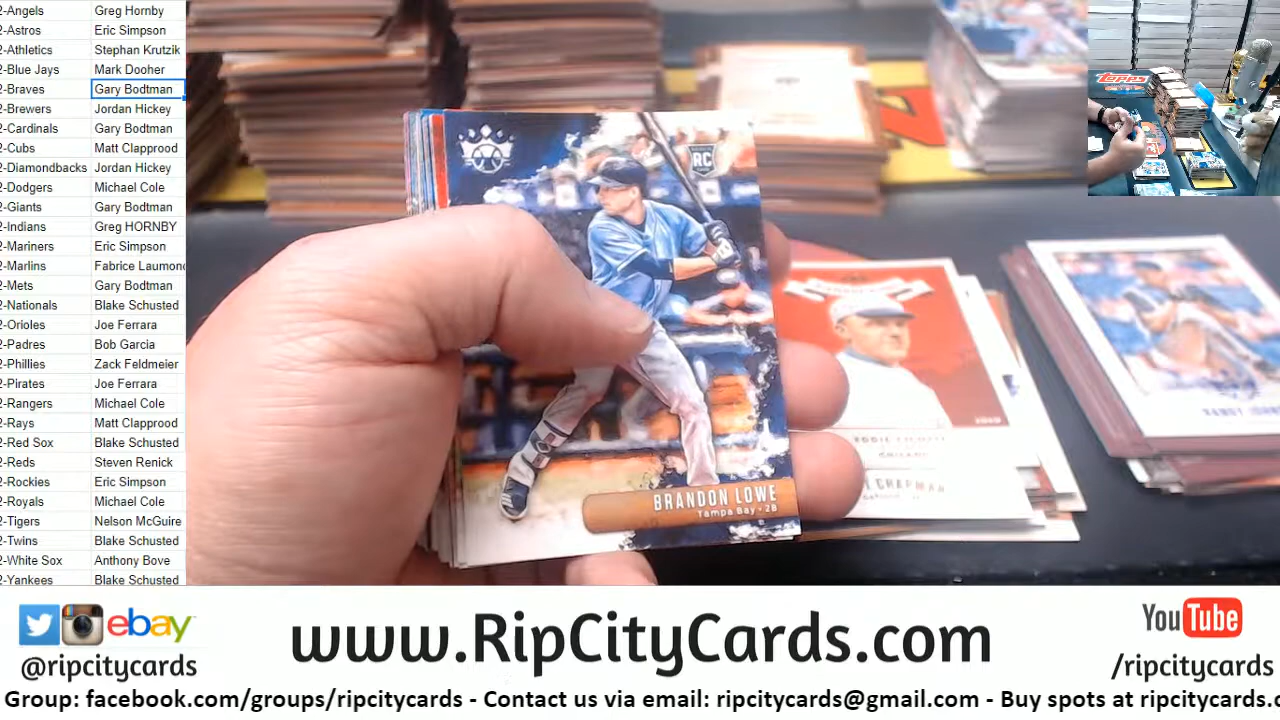 2-Angels Greg Hornby
2-Astros Eric Simpson
2-Athletics Stephan Krutzik
2-Blue Jays Mark Dooher
2-Braves Gary Bodtman
2-Brewers Jordan Hickey
2-Cardinals Gary Bodtman
2-Cubs Matt Clapprood
2-Diamondbacks Jordan Hickey
2-Dodgers Michael Cole
2-Giants Gary Bodtman
2-Indians Greg HORNBY
2-Mariners Eric Simpson
2-Marlins Fabrice Laumon
2-Mets Gary Bodtman
2-Nationals Blake Schusted
2-Orioles Joe Ferrara
2-Padres Bob Garcia
2-Phillies Zack Feldmeier
2-Pirates Joe Ferrara
2-Rangers Michael Cole
2-Rays Matt Clapprood
2-Red Sox Blake Schusted
2-Reds Steven Renick
2-Rockies Eric Simpson
2-Royals Michael Cole
2-Tigers Nelson McGuire
2-Twins Blake Schusted
2-White Sox Anthony Bove
2-Yankees Blake Schusted
RC
BRANDON LOWE
Tampa Bay • 2B
CHAPMAN
Topps
ebay
@ripcitycards
www.RipCityCards.com
YouTube
/ripcitycards
Group: facebook.com/groups/ripcitycards - Contact us via email: ripcitycards@gmail.com - Buy spots at ripcitycards.c